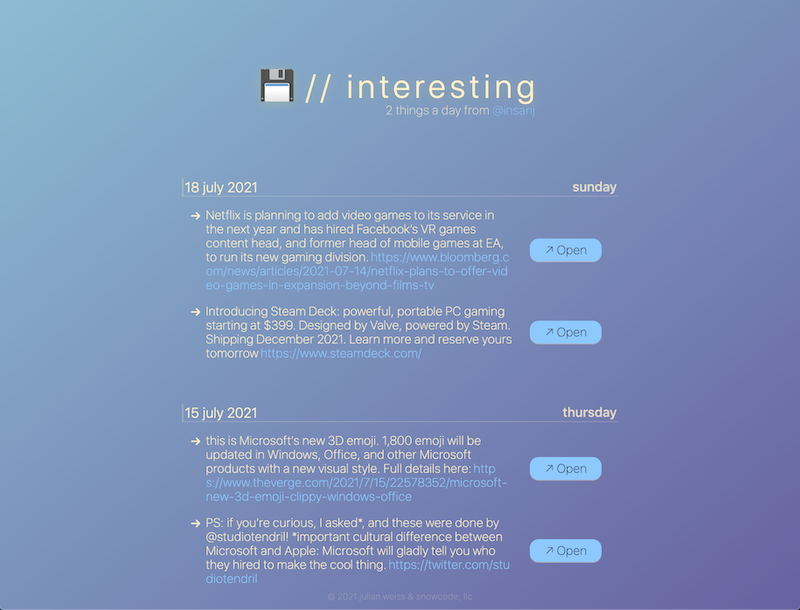 // interesting
2 things a day from @insanj
18 july 2021 sunday
➔ Netflix is planning to add video games to its service in
the next year and has hired Facebook's VR games
content head, and former head of mobile games at EA,
to run its new gaming division. https://www.bloomberg.c
om/news/articles/2021-07-14/netflix-plans-to-offer-vid
eo-games-in-expansion-beyond-films-tv
↗ Open
➔ Introducing Steam Deck: powerful, portable PC gaming
starting at $399. Designed by Valve, powered by Steam.
Shipping December 2021. Learn more and reserve yours
tomorrow https://www.steamdeck.com/
↗ Open
15 july 2021 thursday
➔ this is Microsoft's new 3D emoji. 1,800 emoji will be
updated in Windows, Office, and other Microsoft
products with a new visual style. Full details here: http
s://www.theverge.com/2021/7/15/22578352/microsoft-
new-3d-emoji-clippy-windows-office
↗ Open
➔ PS: if you're curious, I asked*, and these were done by
@studiotendril! *important cultural difference between
Microsoft and Apple: Microsoft will gladly tell you who
they hired to make the cool thing. https://twitter.com/stu
diotendril
↗ Open
© 2021 julian weiss & snowcode, llc